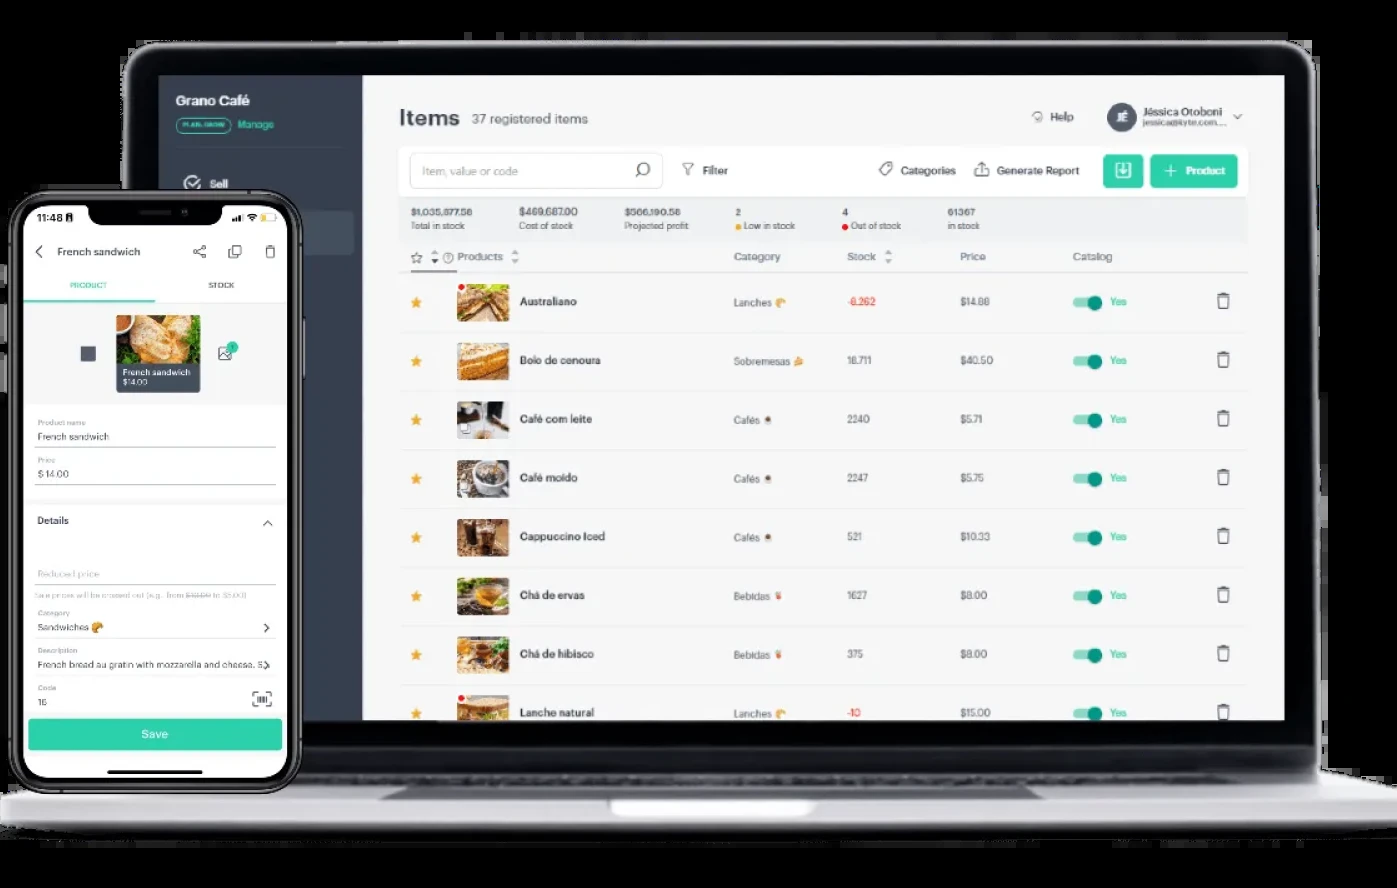 Grano Café
PLAN: GROW Manage
Sell
Items 37 registered items
Help
JÉ Jéssica Otoboni
jessica@kyte.com....
Item, value or code
Filter
Categories
Generate Report
+ Product
$1,035,877.56 $469,687.00 $566,190.56 2 4 61367
Total in stock Cost of stock Projected profit Low in stock Out of stock in stock
Products Category Stock Price Catalog
Australiano Lanches -8.262 $14.88 Yes
Bolo de cenoura Sobremesas 18.711 $40.50 Yes
Café com leite Cafés 2240 $5.71 Yes
Café moído Cafés 2247 $5.75 Yes
Cappuccino Iced Cafés 521 $10.33 Yes
Chá de ervas Bebidas 1627 $8.00 Yes
Chá de hibisco Bebidas 375 $8.00 Yes
Lanche natural Lanches -10 $15.00 Yes
11:48
French sandwich
PRODUCT STOCK
French sandwich
$14.00
1
Product name
French sandwich
Price
$ 14.00
Details
Reduced price
prices will be crossed out (e.g., from $10.00 to $5.00)
Category
Sandwiches
Description
French bread au gratin with mozzarella and cheese. S
Code
16
Save